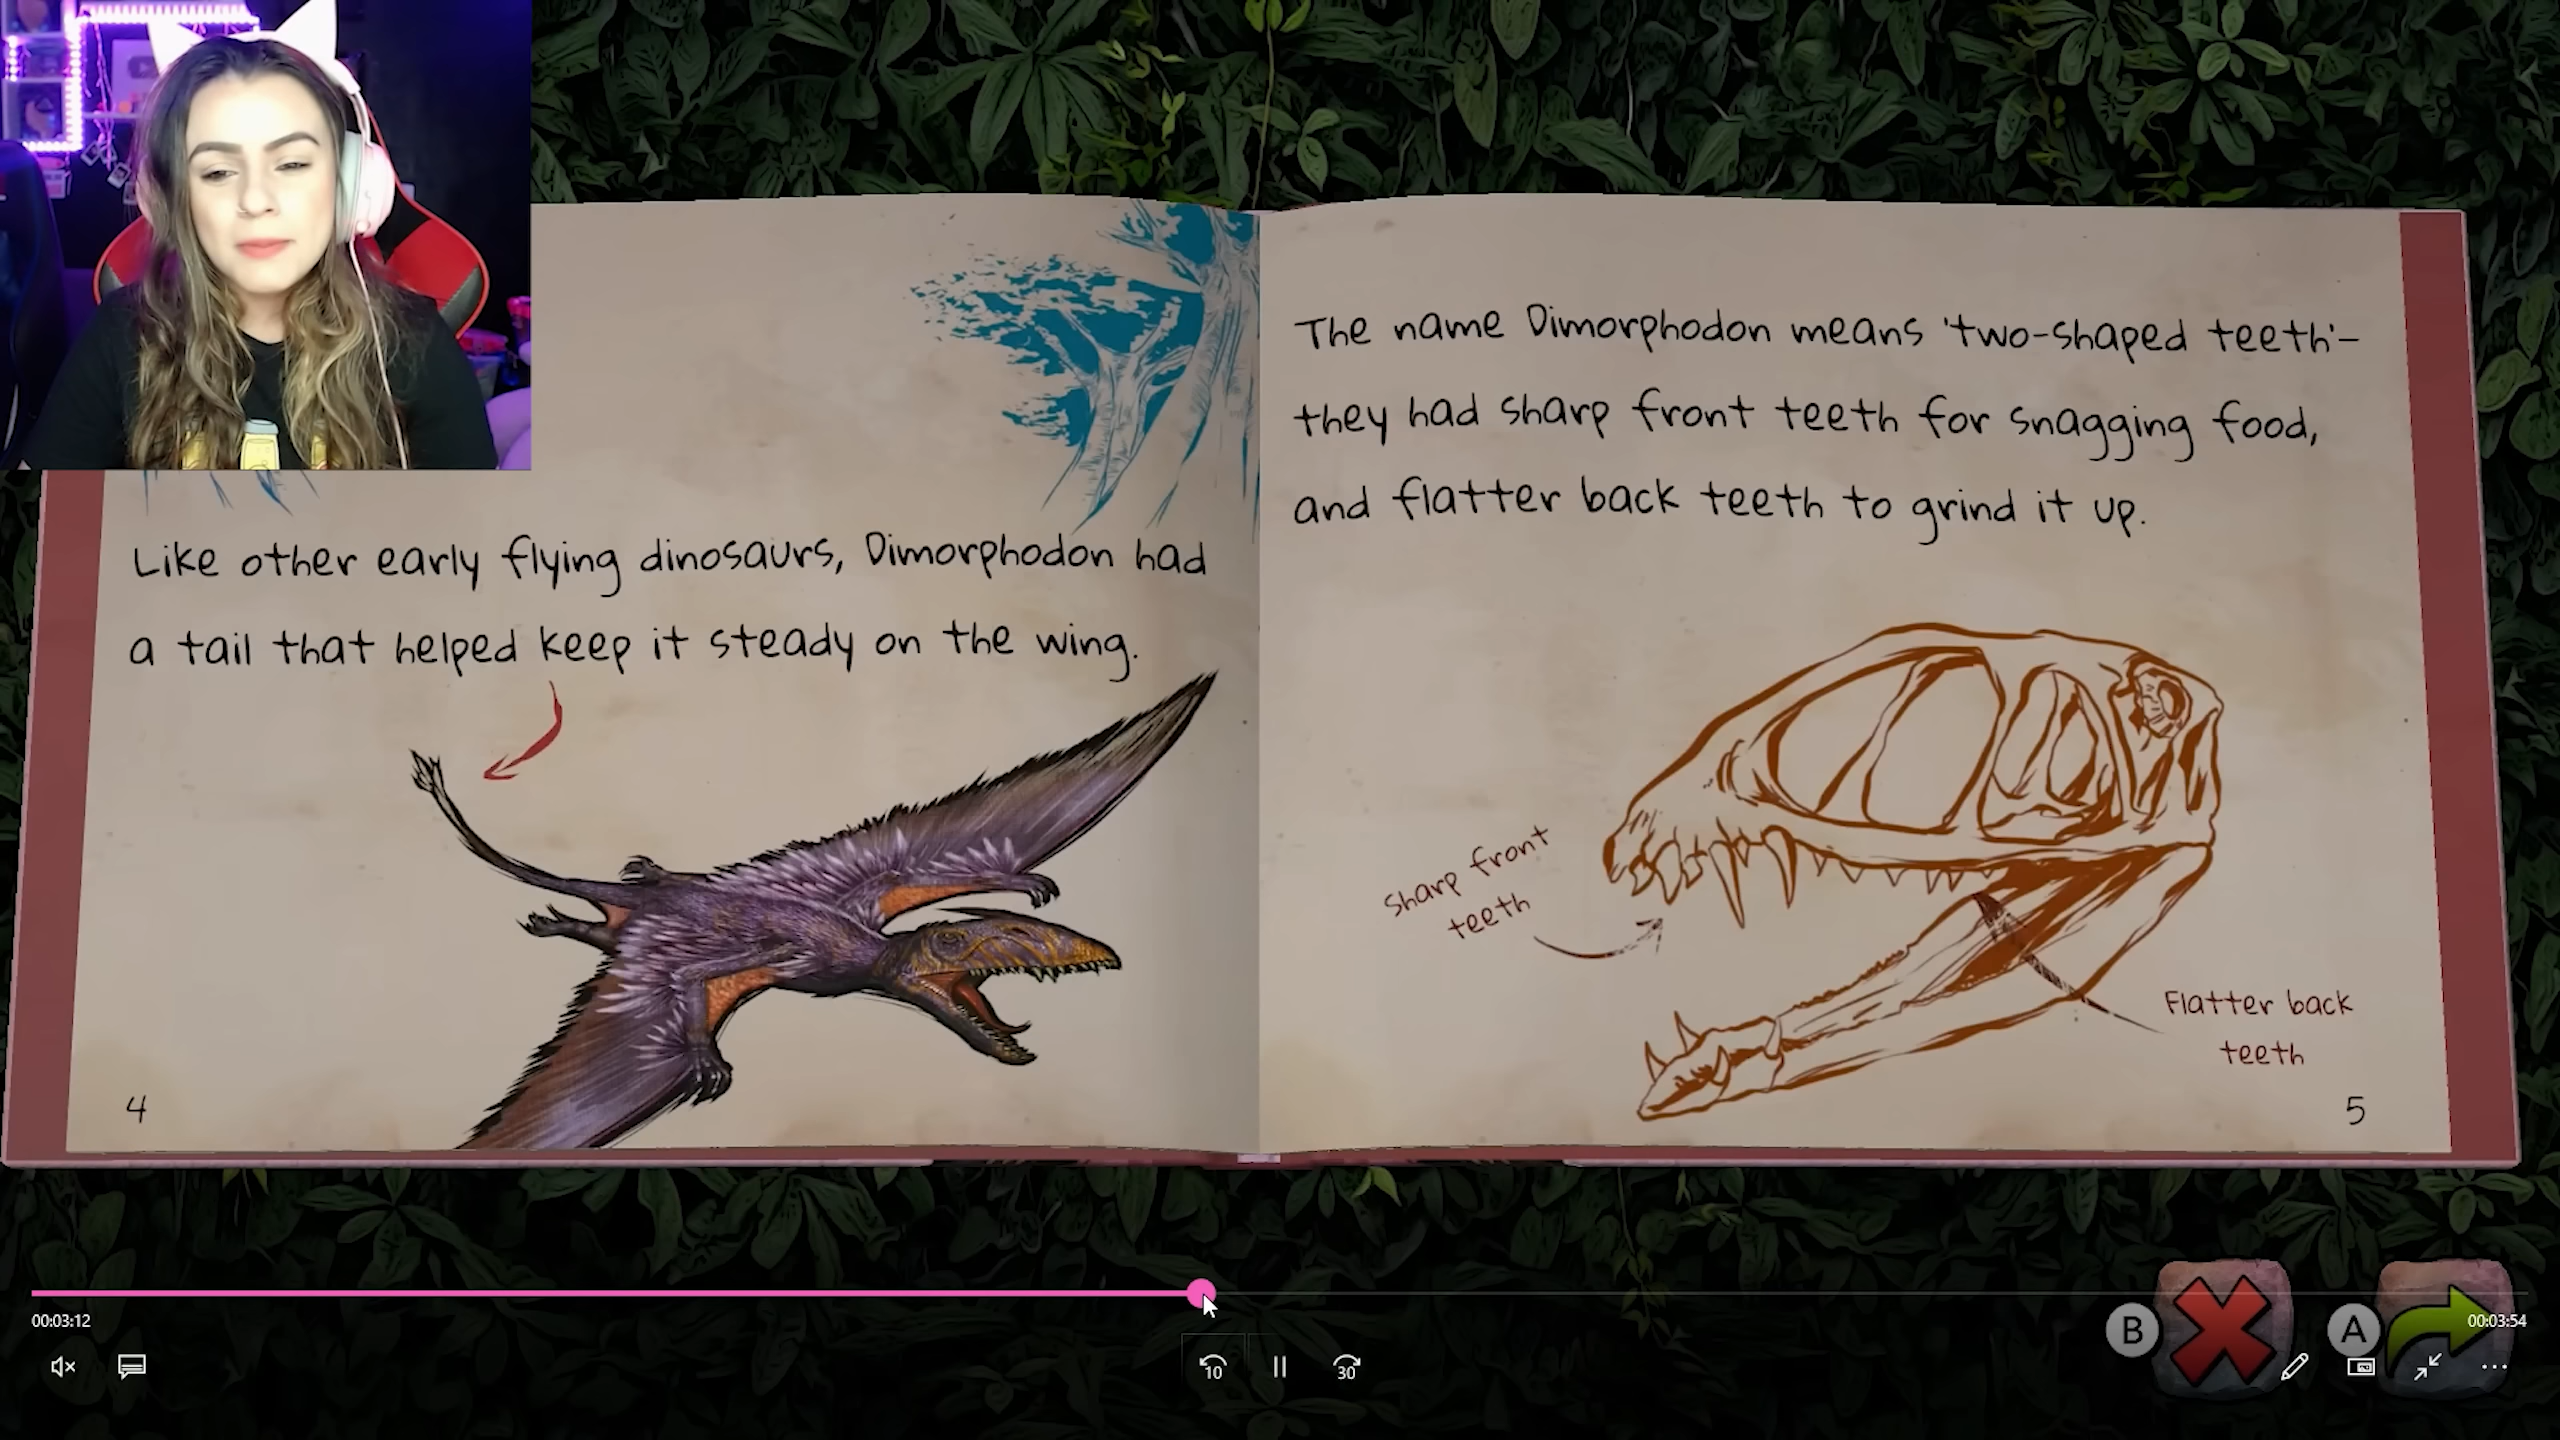 Like other early flying dinosaurs, Dimorphodon had
a tail that helped keep it steady on the wing.
4
The name Dimorphodon means 'two-shaped teeth'-
they had sharp front teeth for snagging food,
and flatter back teeth to grind it up.
Sharp front
teeth
Flatter back
teeth
5
00:03:12
00:03:54
B
A
10
30